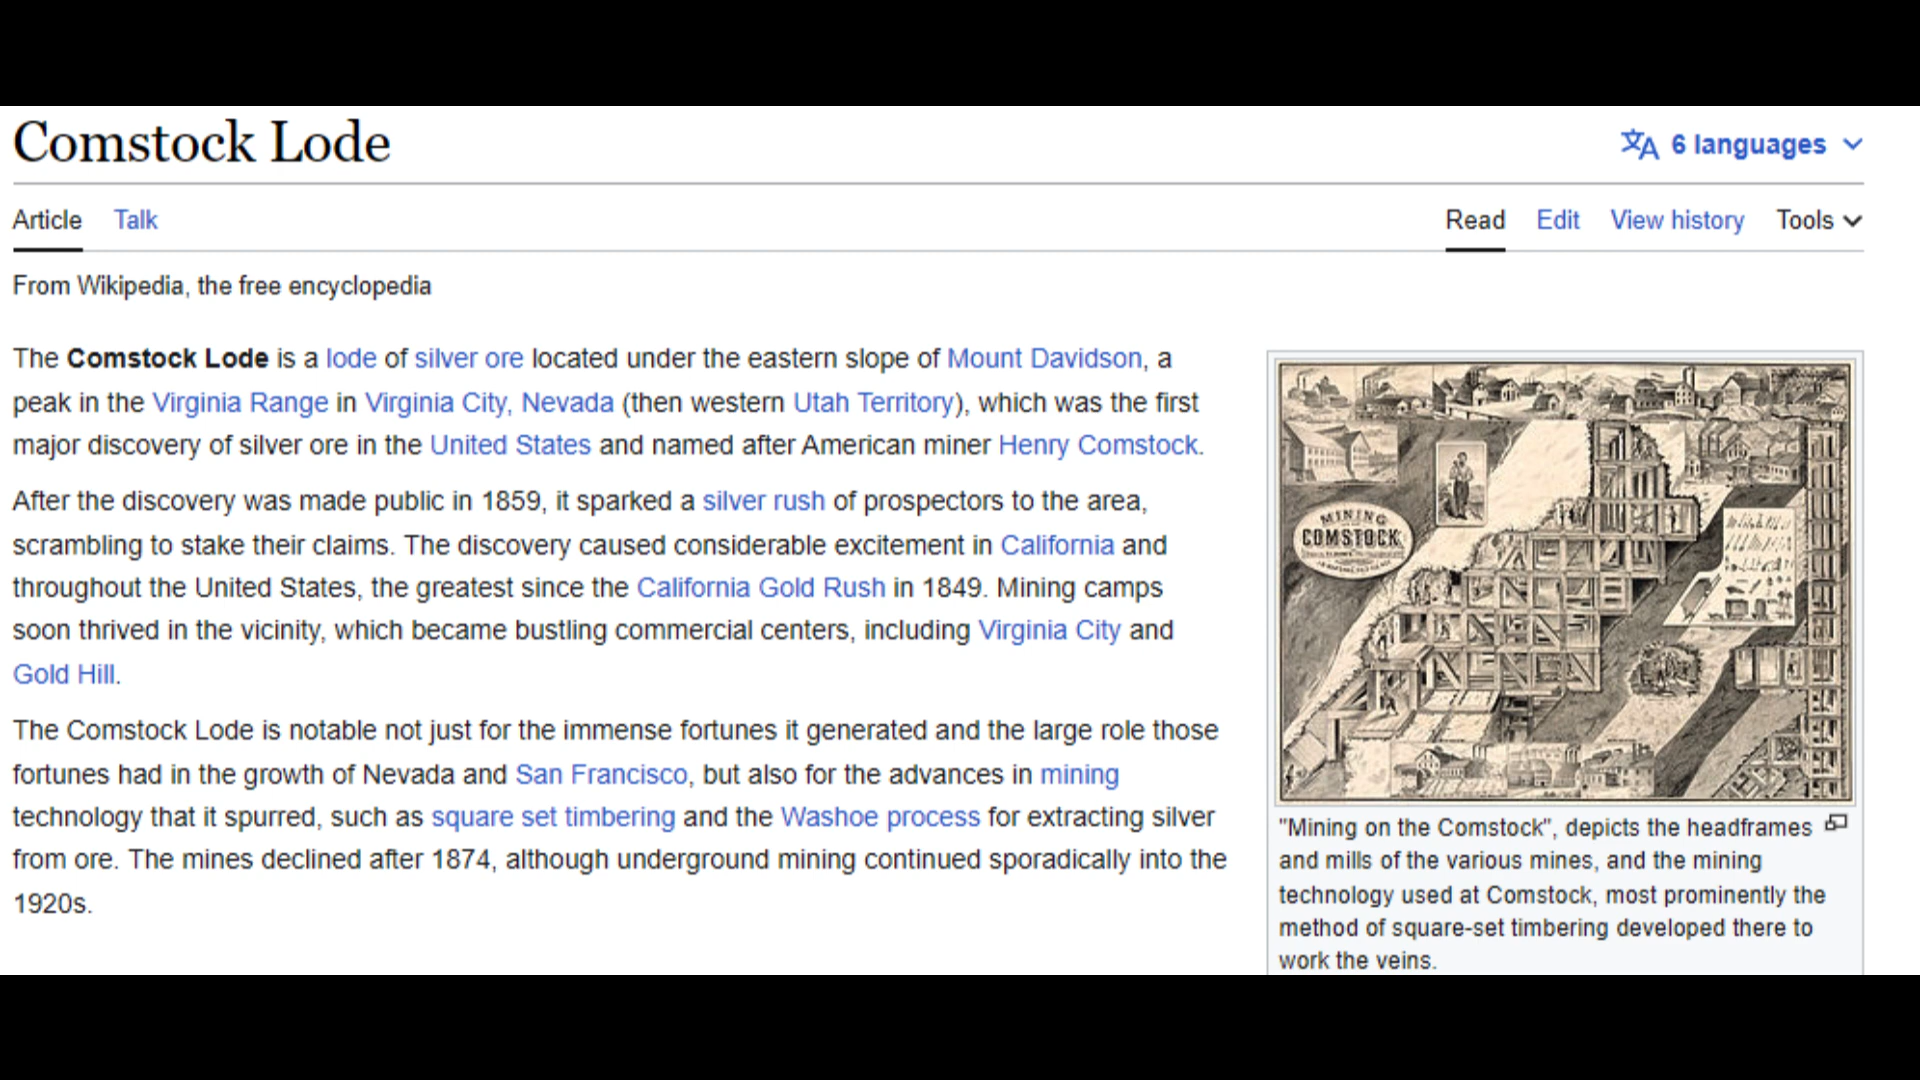 Comstock Lode
6 languages
Article Talk
Read Edit View history Tools
From Wikipedia, the free encyclopedia
The Comstock Lode is a lode of silver ore located under the eastern slope of Mount Davidson, a
peak in the Virginia Range in Virginia City, Nevada (then western Utah Territory), which was the first
major discovery of silver ore in the United States and named after American miner Henry Comstock.
After the discovery was made public in 1859, it sparked a silver rush of prospectors to the area,
scrambling to stake their claims. The discovery caused considerable excitement in California and
throughout the United States, the greatest since the California Gold Rush in 1849. Mining camps
soon thrived in the vicinity, which became bustling commercial centers, including Virginia City and
Gold Hill.
The Comstock Lode is notable not just for the immense fortunes it generated and the large role those
fortunes had in the growth of Nevada and San Francisco, but also for the advances in mining
technology that it spurred, such as square set timbering and the Washoe process for extracting silver
from ore. The mines declined after 1874, although underground mining continued sporadically into the
1920s.
MINING
COMSTOCK
"Mining on the Comstock", depicts the headframes
and mills of the various mines, and the mining
technology used at Comstock, most prominently the
method of square-set timbering developed there to
work the veins.